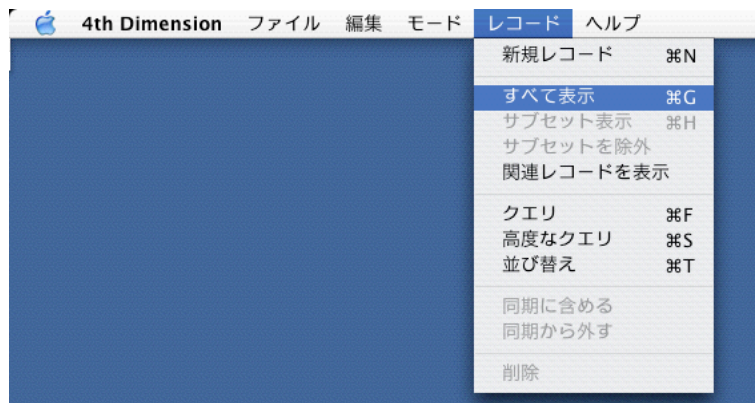 4th Dimension ファイル 編集 モード レコード ヘルプ
新規レコード ⌘N
すべて表示 ⌘G
サブセット表示 ⌘H
サブセットを除外
関連レコードを表示
クエリ ⌘F
高度なクエリ ⌘S
並び替え ⌘T
同期に含める
同期から外す
削除